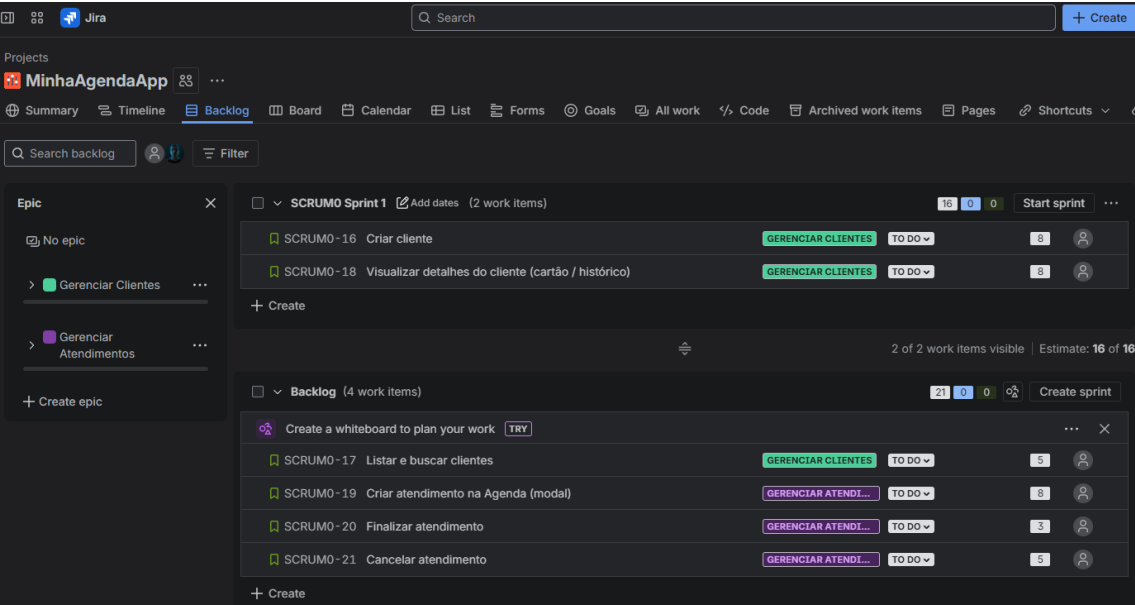 Jira
Search
+ Create
Projects
MinhaAgendaApp
Summary Timeline Backlog Board Calendar List Forms Goals All work Code Archived work items Pages Shortcuts
Search backlog Filter
Epic
No epic
Gerenciar Clientes
Gerenciar
Atendimentos
+ Create epic
SCRUM0 Sprint 1 Add dates (2 work items) 16 0 0 Start sprint
SCRUM0-16 Criar cliente GERENCIAR CLIENTES TO DO 8
SCRUM0-18 Visualizar detalhes do cliente (cartão / histórico) GERENCIAR CLIENTES TO DO 8
+ Create
2 of 2 work items visible | Estimate: 16 of 16
Backlog (4 work items) 21 0 0 Create sprint
Create a whiteboard to plan your work TRY
SCRUM0-17 Listar e buscar clientes GERENCIAR CLIENTES TO DO 5
SCRUM0-19 Criar atendimento na Agenda (modal) GERENCIAR ATENDI... TO DO 8
SCRUM0-20 Finalizar atendimento GERENCIAR ATENDI... TO DO 3
SCRUM0-21 Cancelar atendimento GERENCIAR ATENDI... TO DO 5
+ Create